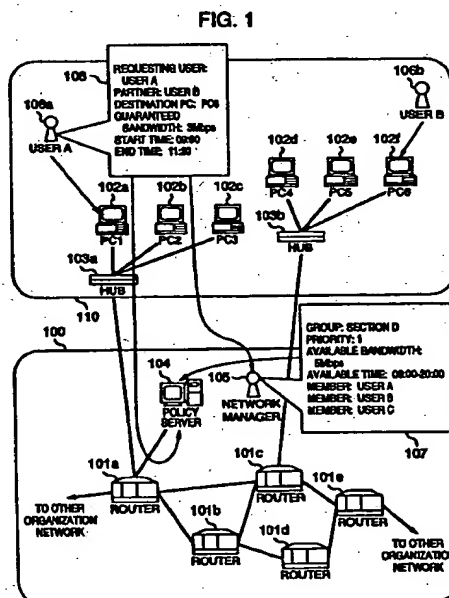 FIG. 1
108
REQUESTING USER:
USER A
PARTNER: USER B
DESTINATION PC: PC6
GUARANTEED
BANDWIDTH: 3Mbps
START TIME: 09:00
END TIME:
106a
USER A
106b
USER B
102a
102b
102c
102d
102e
102f
PC1
PC2
PC3
PC4
PC5
PC6
103a
HUB
103b
HUB
110
100
104
POLICY
SERVER
105
NETWORK
MANAGER
GROUP: SECTION D
PRIORITY: 1
AVAILABLE BANDWIDTH:
5Mbps
AVAILABLE TIME: 08:00-20:00
MEMBER: USER A
MEMBER: USER B
MEMBER: USER C
107
101a
ROUTER
101b
ROUTER
101c
ROUTER
101d
ROUTER
101e
ROUTER
TO OTHER
ORGANIZATION
NETWORK
TO OTHER
ORGANIZATION
NETWORK